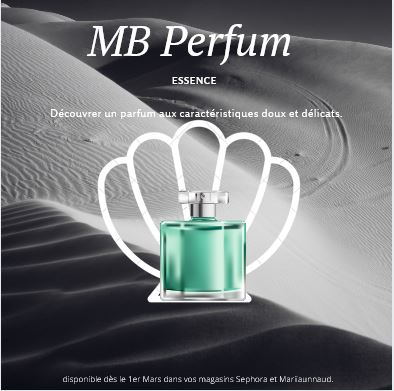 MB Perfum
ESSENCE
Découvrer un parfum aux caractéristiques doux et délicats.
disponible dès le 1er Mars dans vos magasins Sephora et Mariiaunnaud.